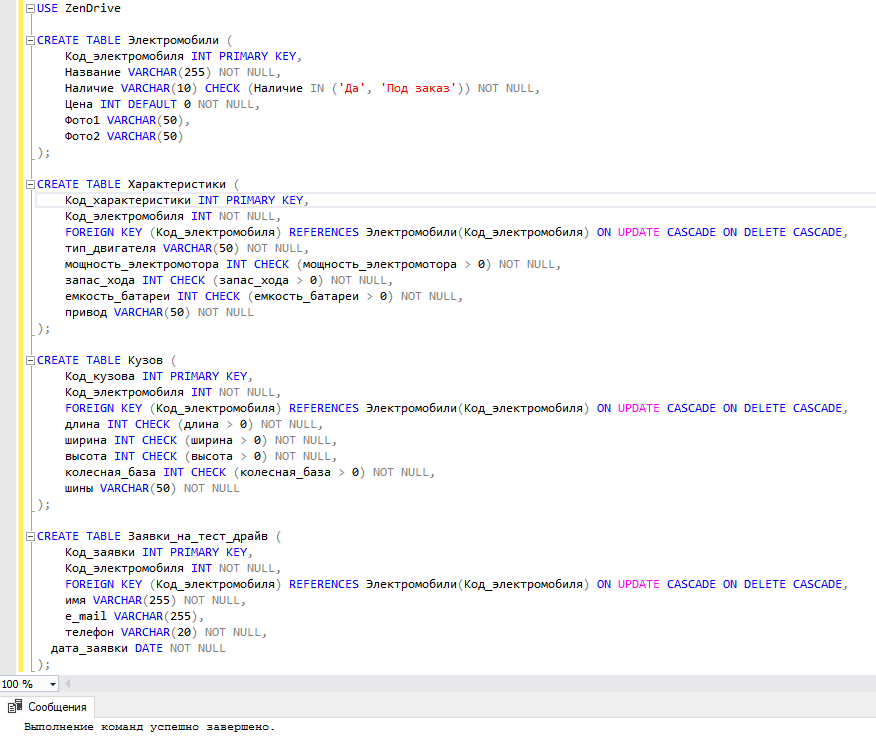 USE ZenDrive
CREATE TABLE Электромобили (
Код_электромобиля INT PRIMARY KEY,
Название VARCHAR(255) NOT NULL,
Наличие VARCHAR(10) CHECK (Наличие IN ('Да', 'Под заказ')) NOT NULL,
Цена INT DEFAULT 0 NOT NULL,
Фото1 VARCHAR(50),
Фото2 VARCHAR(50)
);
CREATE TABLE Характеристики (
Код_характеристики INT PRIMARY KEY,
Код_электромобиля INT NOT NULL,
FOREIGN KEY (Код_электромобиля) REFERENCES Электромобили(Код_электромобиля) ON UPDATE CASCADE ON DELETE CASCADE,
тип_двигателя VARCHAR(50) NOT NULL,
мощность_электромотора INT CHECK (мощность_электромотора > 0) NOT NULL,
запас_хода INT CHECK (запас_хода > 0) NOT NULL,
емкость_батареи INT CHECK (емкость_батареи > 0) NOT NULL,
привод VARCHAR(50) NOT NULL
);
CREATE TABLE Кузов (
Код_кузова INT PRIMARY KEY,
Код_электромобиля INT NOT NULL,
FOREIGN KEY (Код_электромобиля) REFERENCES Электромобили(Код_электромобиля) ON UPDATE CASCADE ON DELETE CASCADE,
длина INT CHECK (длина > 0) NOT NULL,
ширина INT CHECK (ширина > 0) NOT NULL,
высота INT CHECK (высота > 0) NOT NULL,
колесная_база INT CHECK (колесная_база > 0) NOT NULL,
шины VARCHAR(50) NOT NULL
);
CREATE TABLE Заявки_на_тест_драйв (
Код_заявки INT PRIMARY KEY,
Код_электромобиля INT NOT NULL,
FOREIGN KEY (Код_электромобиля) REFERENCES Электромобили(Код_электромобиля) ON UPDATE CASCADE ON DELETE CASCADE,
имя VARCHAR(255) NOT NULL,
e_mail VARCHAR(255),
телефон VARCHAR(20) NOT NULL,
дата_заявки DATE NOT NULL
);
100 %
Сообщения
Выполнение команд успешно завершено.